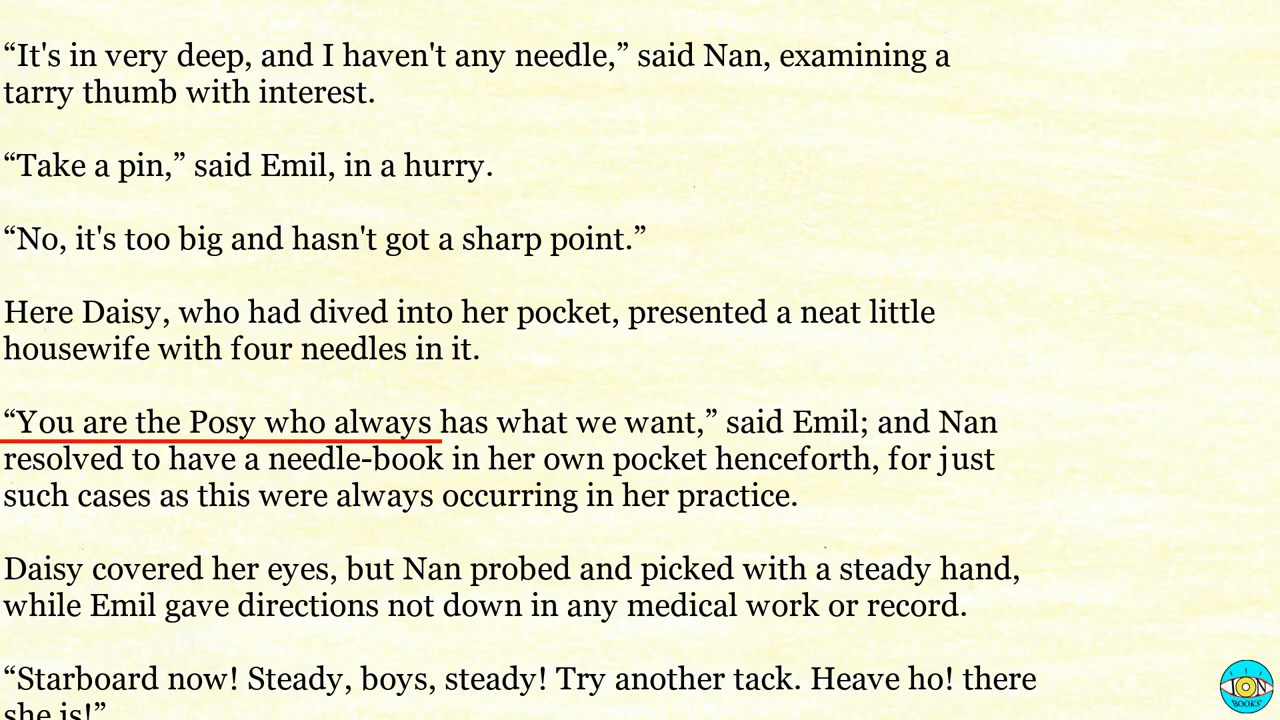 “It's in very deep, and I haven't any needle,” said Nan, examining a
tarry thumb with interest.
“Take a pin,” said Emil, in a hurry.
“No, it's too big and hasn't got a sharp point.”
Here Daisy, who had dived into her pocket, presented a neat little
housewife with four needles in it.
“You are the Posy who always has what we want,” said Emil; and Nan
resolved to have a needle-book in her own pocket henceforth, for just
such cases as this were always occurring in her practice.
Daisy covered her eyes, but Nan probed and picked with a steady hand,
while Emil gave directions not down in any medical work or record.
“Starboard now! Steady, boys, steady! Try another tack. Heave ho! there
she is!”
ION
BOOKS